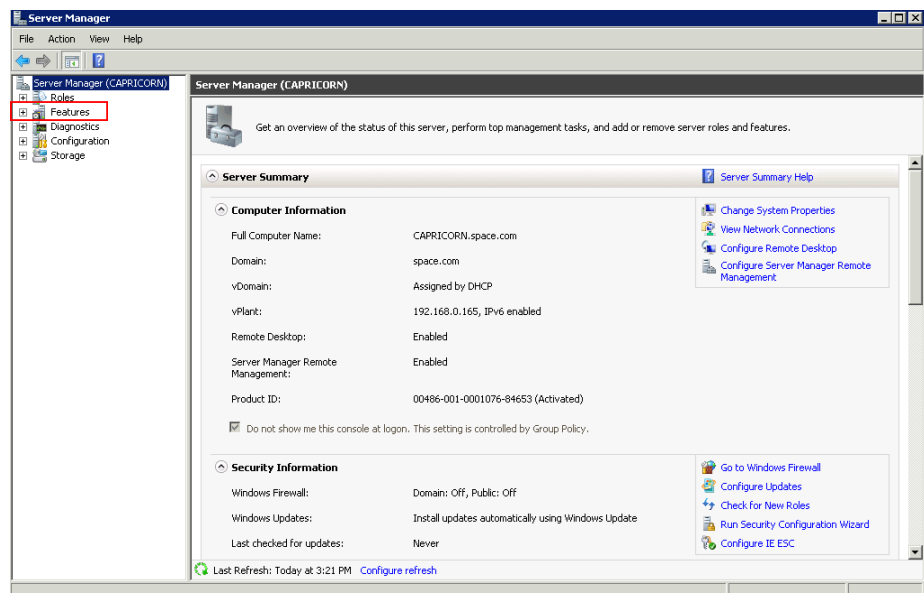 Server Manager
File Action View Help
Server Manager (CAPRICORN)
Roles
Features
Diagnostics
Configuration
Storage
Server Manager (CAPRICORN)
Get an overview of the status of this server, perform top management tasks, and add or remove server roles and features.
Server Summary
Server Summary Help
Computer Information
Full Computer Name: CAPRICORN.space.com
Domain: space.com
vDomain: Assigned by DHCP
vPlant: 192.168.0.165, IPv6 enabled
Remote Desktop: Enabled
Server Manager Remote Management: Enabled
Product ID: 00486-001-0001076-84653 (Activated)
Do not show me this console at logon. This setting is controlled by Group Policy.
Change System Properties
View Network Connections
Configure Remote Desktop
Configure Server Manager Remote
Management
Security Information
Windows Firewall: Domain: Off, Public: Off
Windows Updates: Install updates automatically using Windows Update
Last checked for updates: Never
Go to Windows Firewall
Configure Updates
Check for New Roles
Run Security Configuration Wizard
Configure IE ESC
Last Refresh: Today at 3:21 PM Configure refresh